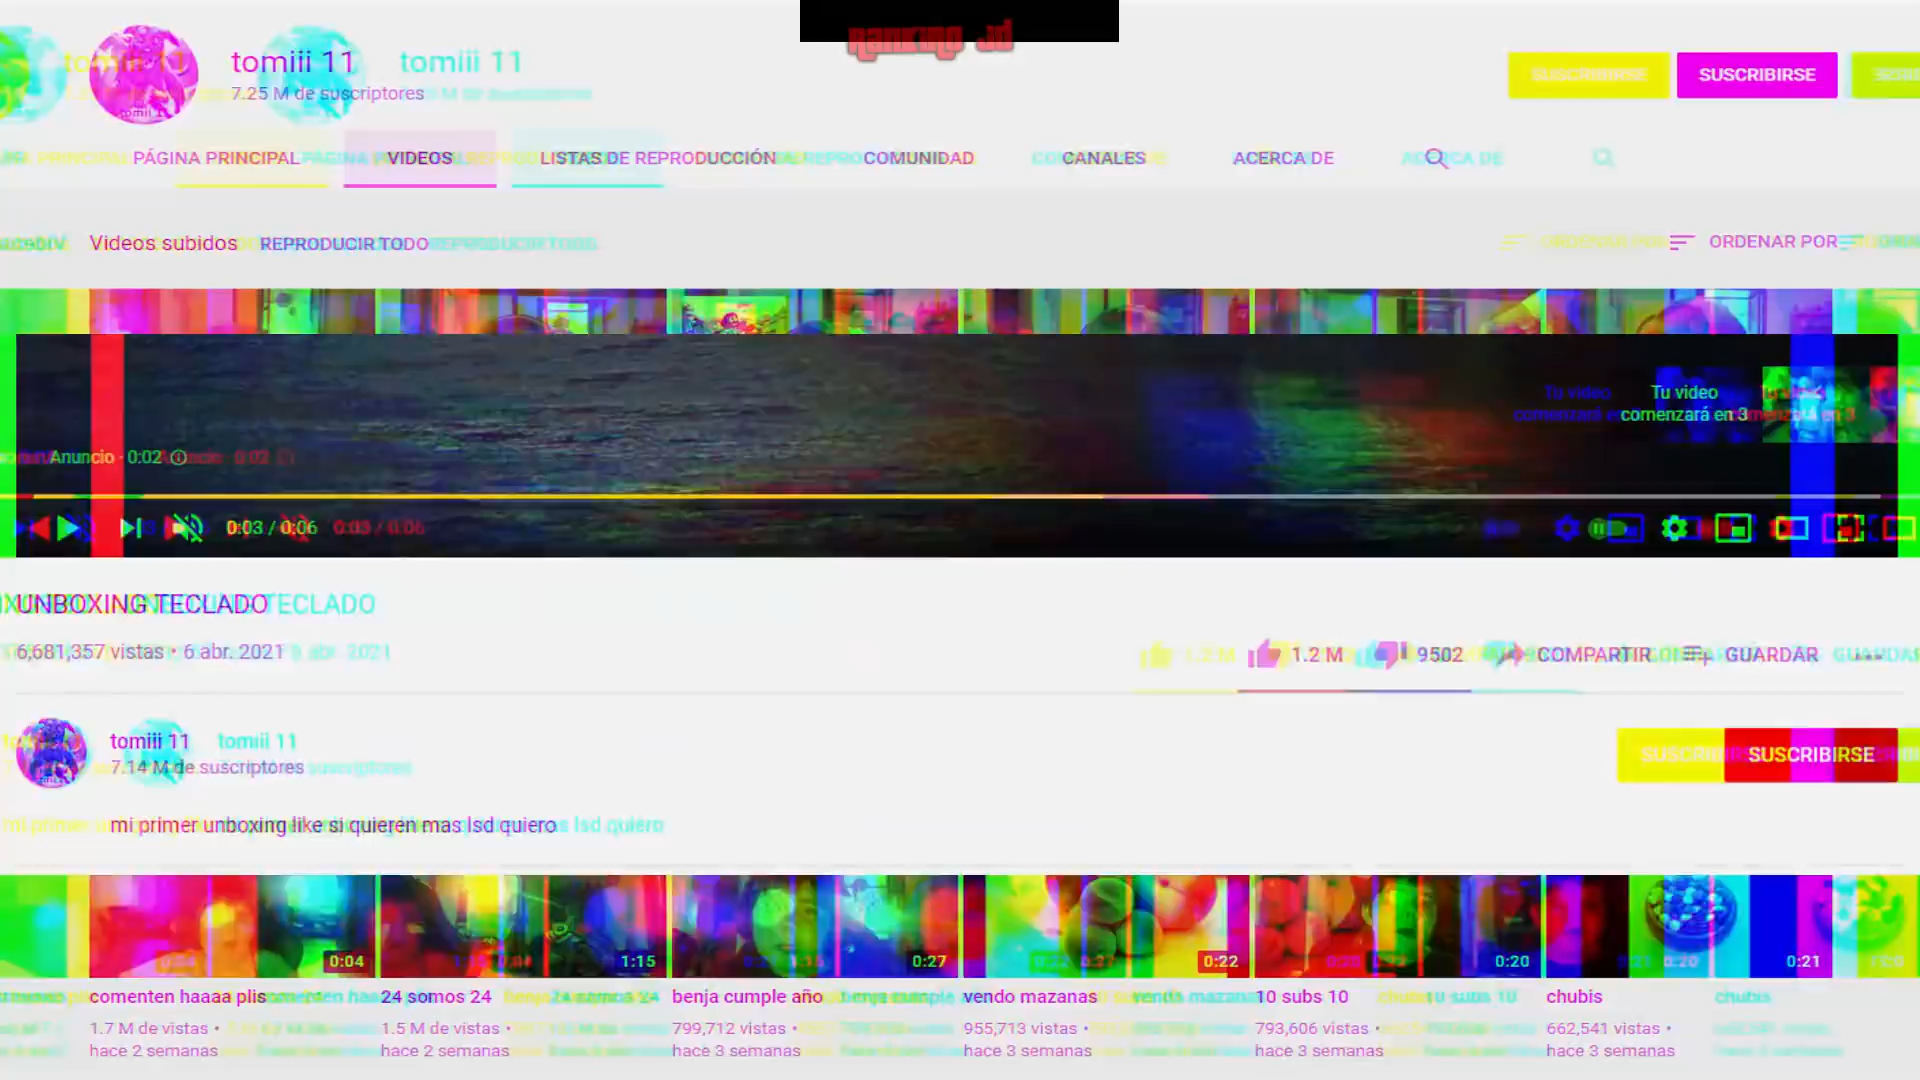 Ranking JD
tomiii 11
7.25 M de suscriptores
SUSCRIBIRSE
PÁGINA PRINCIPAL VIDEOS LISTAS DE REPRODUCCIÓN COMUNIDAD CANALES ACERCA DE
Videos subidos REPRODUCIR TODO ORDENAR POR
Tu video
comenzará en 3
Anuncio · 0:02
0:03 / 0:06
UNBOXING TECLADO
6,681,357 vistas • 6 abr. 2021
1.2 M 9502 COMPARTIR GUARDAR
tomiii 11
7.14 M de suscriptores
SUSCRIBIRSE
mi primer unboxing like si quieren mas lsd quiero
0:04 1:15 0:27 0:22 0:20 0:21
comenten haaaa plis 24 somos 24 benja cumple año vendo mazanas 10 subs 10 chubis
1.7 M de vistas • 1.5 M de vistas • 799,712 vistas • 955,713 vistas • 793,606 vistas • 662,541 vistas •
hace 2 semanas hace 2 semanas hace 3 semanas hace 3 semanas hace 3 semanas hace 3 semanas